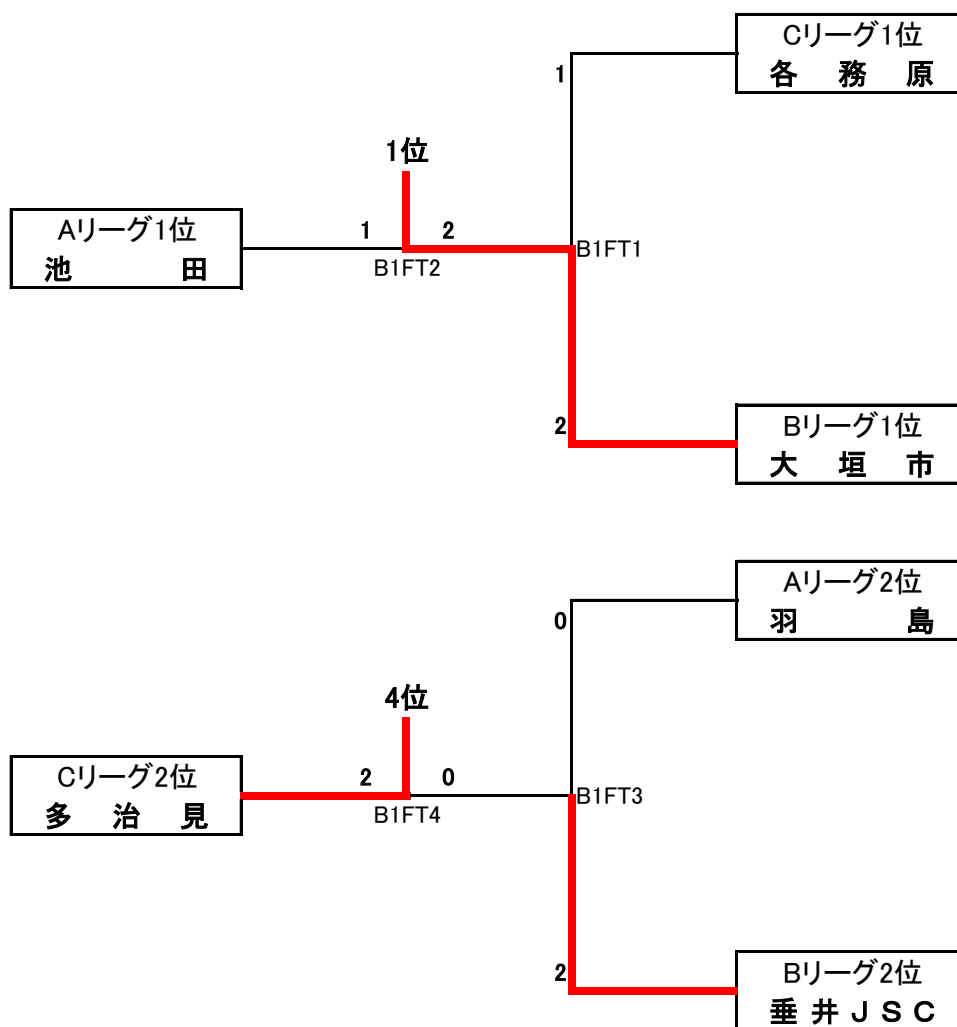 Cリーグ1位
各務原
1
1位
Aリーグ1位
池田
1 2
B1FT2
B1FT1
2
Bリーグ1位
大垣市
Aリーグ2位
羽島
0
4位
Cリーグ2位
多治見
2 0
B1FT4
B1FT3
2
Bリーグ2位
垂井JSC